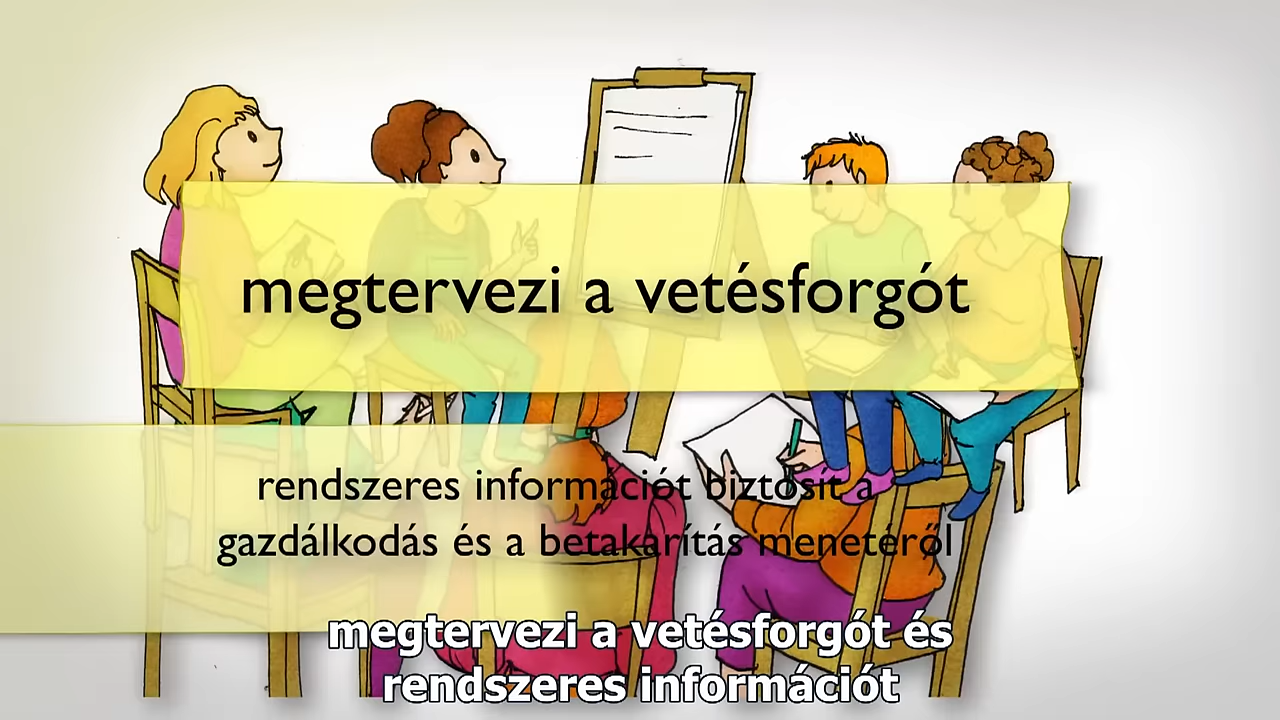 megtervezi a vetésforgót
rendszeres információt biztosít a
gazdálkodás és a betakarítás menetéről
megtervezi a vetésforgót és
rendszeres információt